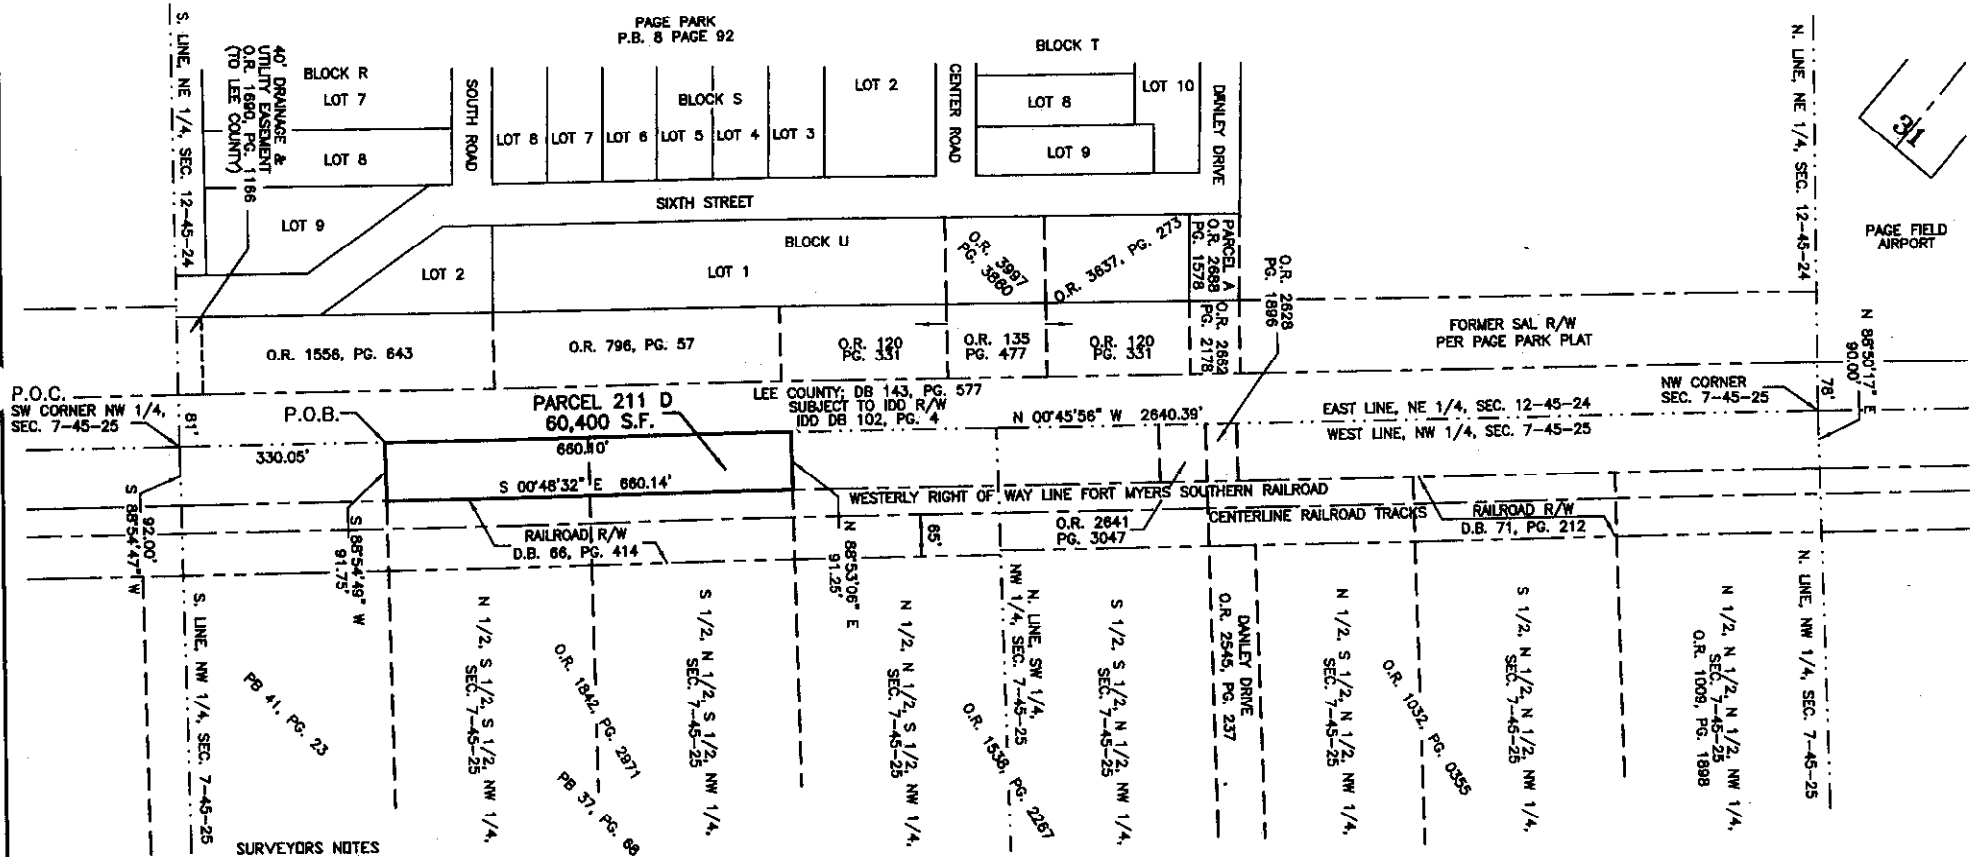 PAGE PARK
P.B. 8 PAGE 92
S. LINE, NE 1/4, SEC. 12-45-24
40' DRAINAGE &
UTILITY EASEMENT
O.R. 1690, PG. 1166
(TO LEE COUNTY)
BLOCK R
LOT 7
LOT 8
LOT 9
SOUTH ROAD
BLOCK S
LOT 8
LOT 7
LOT 6
LOT 5
LOT 4
LOT 3
LOT 2
CENTER ROAD
BLOCK T
LOT 8
LOT 9
LOT 10
DANLEY DRIVE
N. LINE, NE 1/4, SEC. 12-45-24
31
PAGE FIELD
AIRPORT
SIXTH STREET
BLOCK U
LOT 2
LOT 1
O.R. 3997
PG. 3860
O.R. 3637, PG. 273
PARCEL A
O.R. 2688
PG. 1578
O.R. 2662
PG. 2178
O.R. 2628
PG. 1896
O.R. 1556, PG. 643
O.R. 796, PG. 57
O.R. 120
PG. 331
O.R. 135
PG. 477
O.R. 120
PG. 331
FORMER SAL R/W
PER PAGE PARK PLAT
N 88°50'17" E
90.00'
P.O.C.
SW CORNER NW 1/4,
SEC. 7-45-25
81'
P.O.B.
PARCEL 211 D
60,400 S.F.
LEE COUNTY; DB 143, PG. 577
SUBJECT TO IDD R/W
IDD DB 102, PG. 4
N 00°45'56" W 2640.39'
EAST LINE, NE 1/4, SEC. 12-45-24
WEST LINE, NW 1/4, SEC. 7-45-25
NW CORNER
SEC. 7-45-25
78'
330.05'
660.10'
S 00°48'32" E 660.14'
WESTERLY RIGHT OF WAY LINE FORT MYERS SOUTHERN RAILROAD
CENTERLINE RAILROAD TRACKS
RAILROAD R/W
D.B. 71, PG. 212
92.00'
S 88°54'47" W
S 88°54'49" W
91.75'
RAILROAD R/W
D.B. 66, PG. 414
N 88°53'06" E
91.25'
65'
O.R. 2641
PG. 3047
S. LINE, NW 1/4, SEC. 7-45-25
PB 41, PG. 23
N 1/2, S 1/2, S 1/2, NW 1/4,
SEC. 7-45-25
O.R. 1842, PG. 2971
PB 37, PG. 68
S 1/2, N 1/2, S 1/2, NW 1/4,
SEC. 7-45-25
N 1/2, N 1/2, S 1/2, NW 1/4,
SEC. 7-45-25
O.R. 1538, PG. 2267
N. LINE, SW 1/4,
NW 1/4, SEC. 7-45-25
S 1/2, S 1/2, N 1/2, NW 1/4,
SEC. 7-45-25
DANLEY DRIVE
O.R. 2545, PG. 237
N 1/2, S 1/2, N 1/2, NW 1/4,
SEC. 7-45-25
O.R. 1032, PG. 0355
S 1/2, N 1/2, N 1/2, NW 1/4,
SEC. 7-45-25
N 1/2, N 1/2, N 1/2, NW 1/4,
SEC. 7-45-25
O.R. 1009, PG. 1898
N. LINE, NW 1/4, SEC. 7-45-25
SURVEYORS NOTES